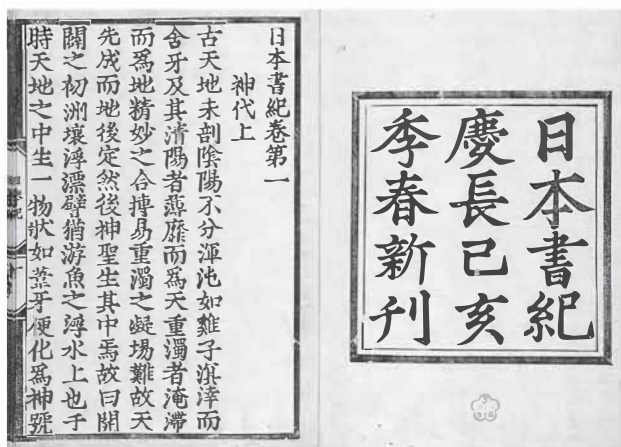 日本書紀
慶長己亥
季春新刊
日本書紀卷第一
神代上
古天地未剖陰陽不分渾沌如雞子溟涬而
含牙及其清陽者薄靡而爲天重濁者淹滯
而爲地精妙之合摶易重濁之凝場難故天
先成而地後定然後神聖生其中焉故曰開
闢之初洲壤浮漂譬猶游魚之浮水上也于
時天地之中生一物狀如葦牙便化爲神號